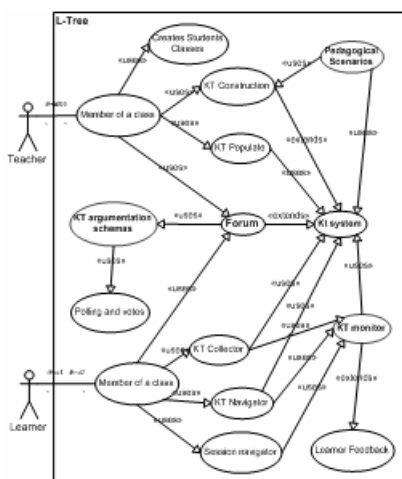 L-Tree
Creates Students
Classes
«uses»
Pedagogical
Scenarios
«uses»
KT Construction
«uses»
Member of a class
«uses»
Teacher
«uses»
«extends»
«uses»
KT Populate
«uses»
«uses»
KT argumentation
schemas
«uses»
Forum
«extends»
KT system
«uses»
«uses»
Polling and votes
«uses»
«uses»
«uses»
«uses»
KT Collector
KT monitor
Member of a class
«uses»
KT Navigator
«uses»
«extends»
Learner
«uses»
Session navigator
Learner Feedback